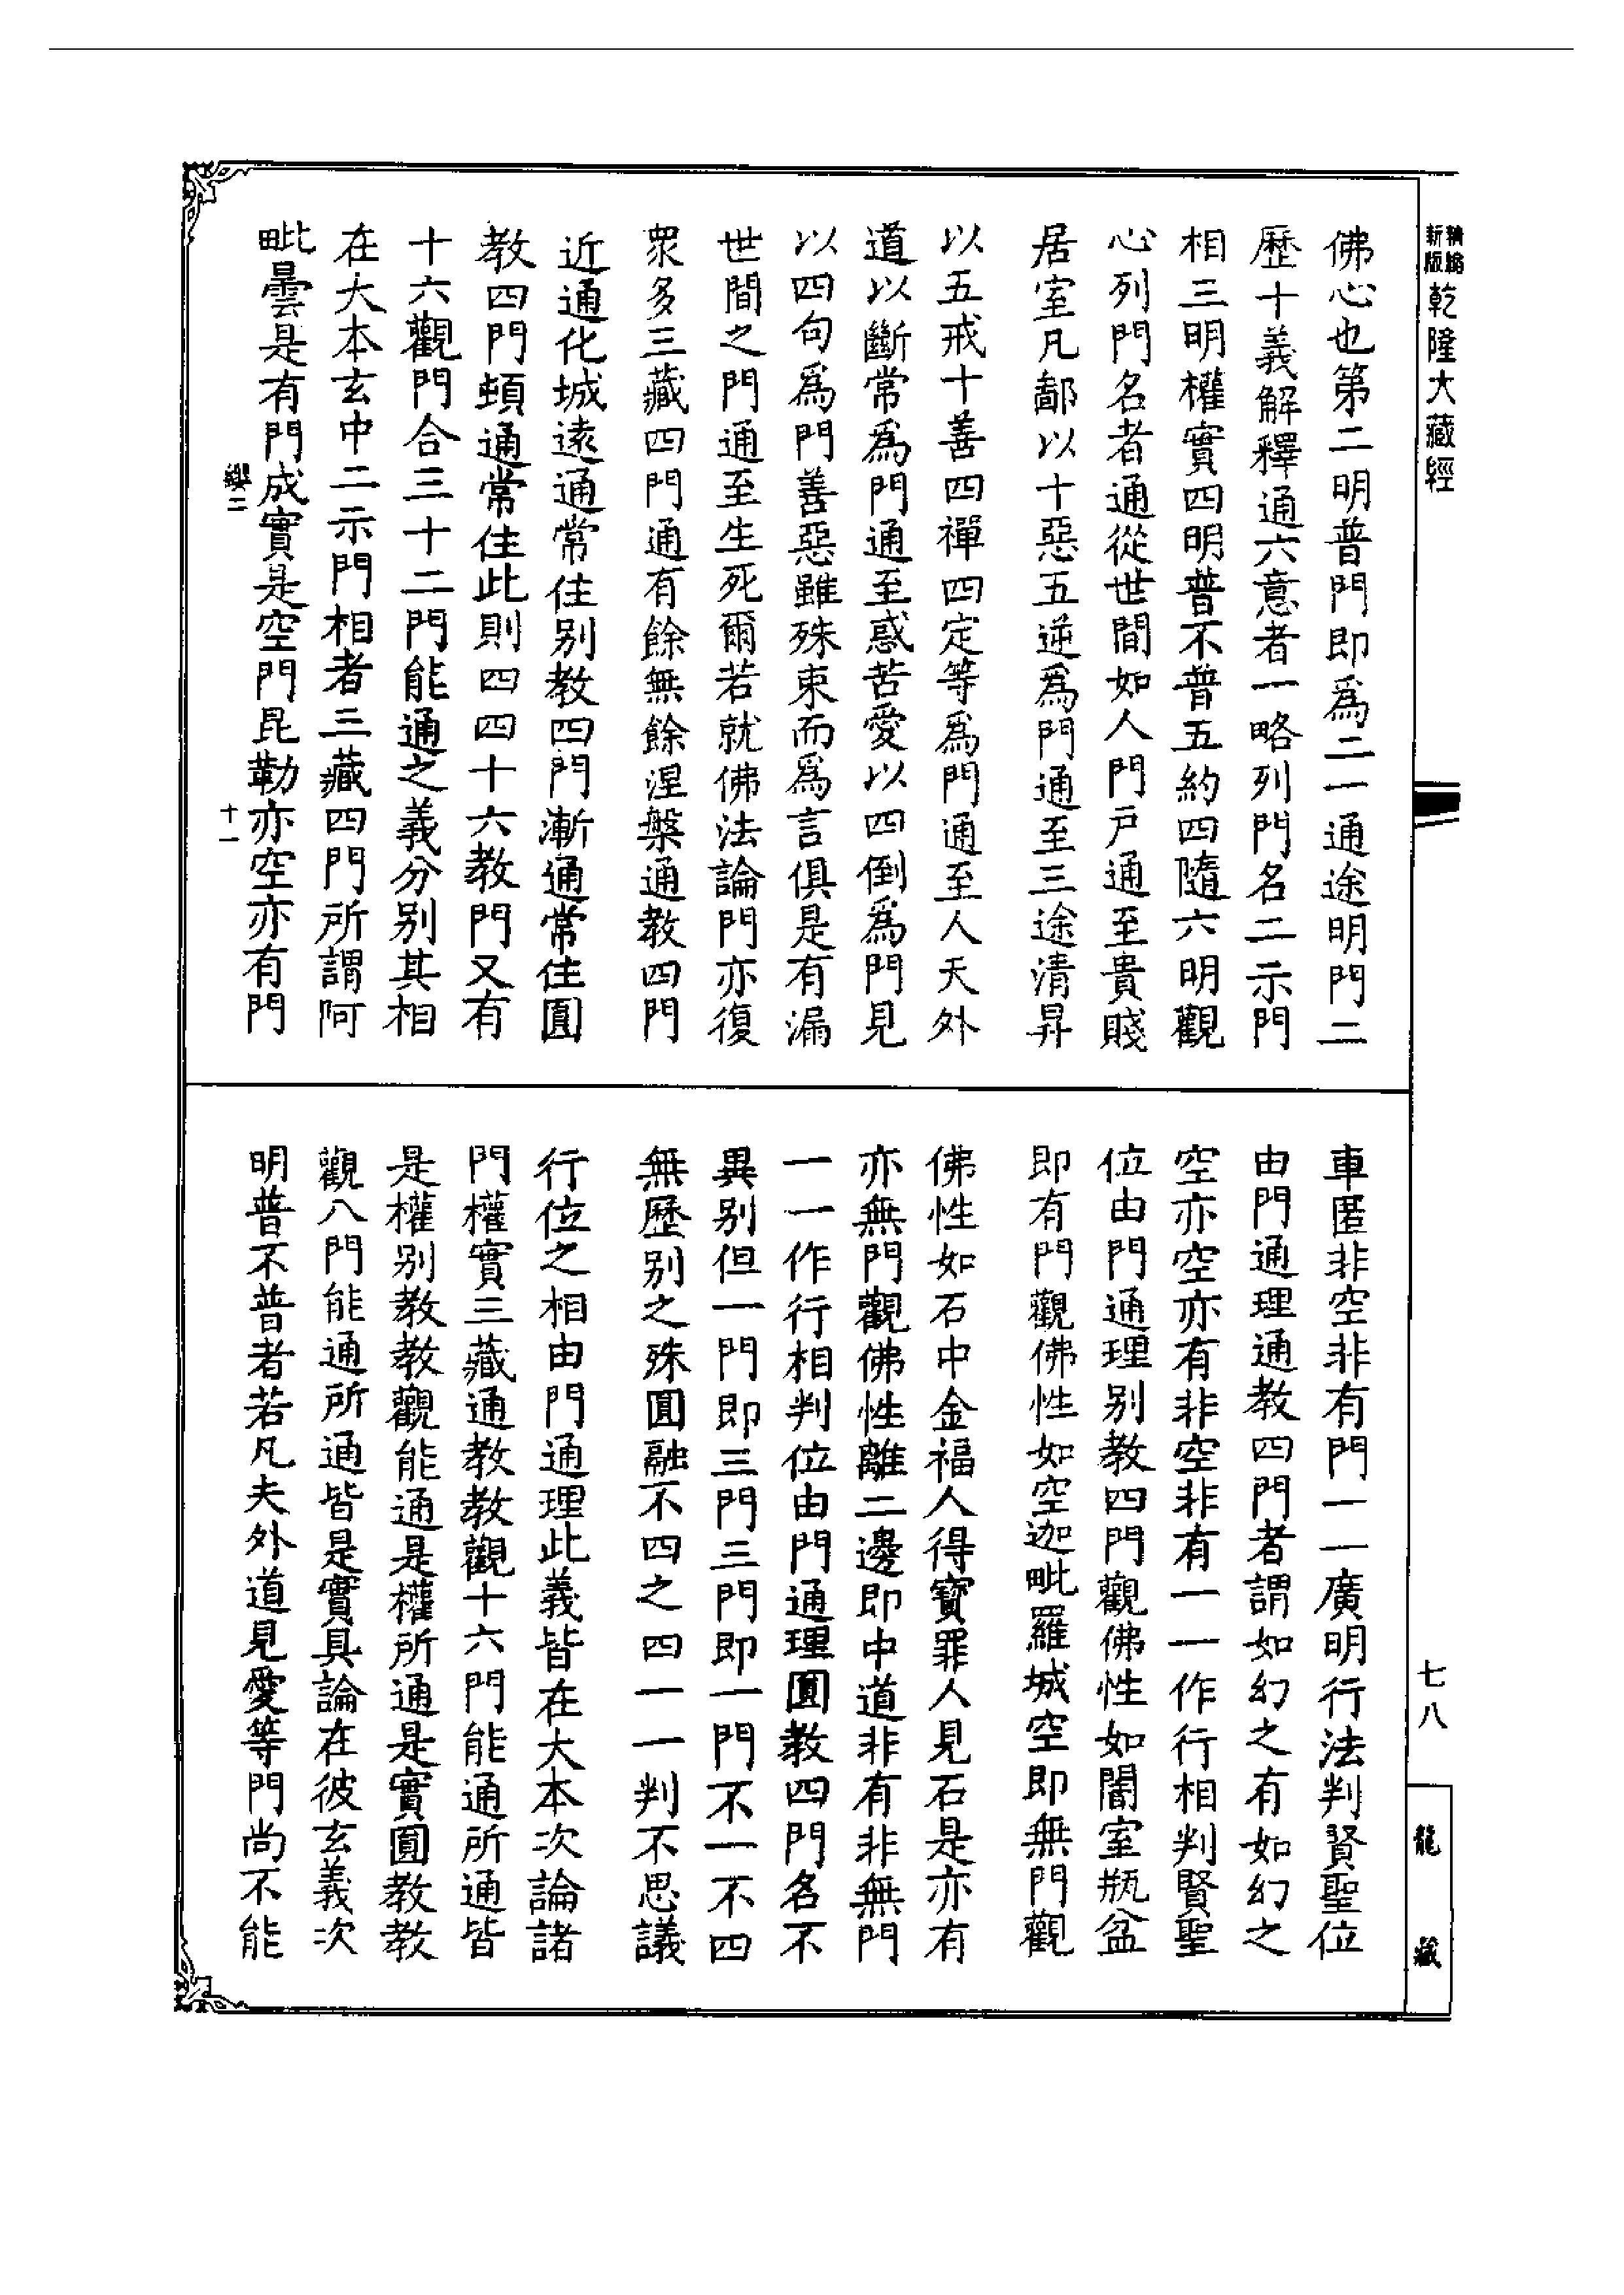 精縮新版乾隆大藏經
佛心也第二明普門即爲二一通途明門二
歷十義解釋通六意者一略列門名二示門
相三明權實四明普不普五約四隨六明觀
心列門名者通從世間如人門戸通至貴賤
居室凡鄙以十惡五逆爲門通至三途清昇
以五戒十善四禪四定等爲門通至人天外
道以斷常爲門通至惑苦愛以四倒爲門見
以四句爲門善惡雖殊束而爲言俱是有漏
世間之門通至生死爾若就佛法論門亦復
衆多三藏四門通有餘無餘涅槃通教四門
近通化城遠通常住别教四門漸通常住圓
教四門頓通常住此則四四十六教門又有
十六觀門合三十二門能通之義分别其相
在大本玄中二示門相者三藏四門所謂阿
毗曇是有門成實是空門昆勒亦空亦有門
纓二
十一
車匿非空非有門一一廣明行法判賢聖位
由門通理通教四門者謂如幻之有如幻之
空亦空亦有非空非有一一作行相判賢聖
位由門通理别教四門觀佛性如闇室瓶盆
即有門觀佛性如空迦毗羅城空即無門觀
佛性如石中金福人得寶罪人見石是亦有
亦無門觀佛性離二邊即中道非有非無門
一一作行相判位由門通理圓教四門名不
異别但一門即三門三門即一門不一不四
無歷别之殊圓融不四之四一一判不思議
行位之相由門通理此義皆在大本次論諸
門權實三藏通教教觀十六門能通所通皆
是權别教教觀能通是權所通是實圓教教
觀八門能通所通皆是實具論在彼玄義次
明普不普者若凡夫外道見愛等門尚不能
七八
龍藏